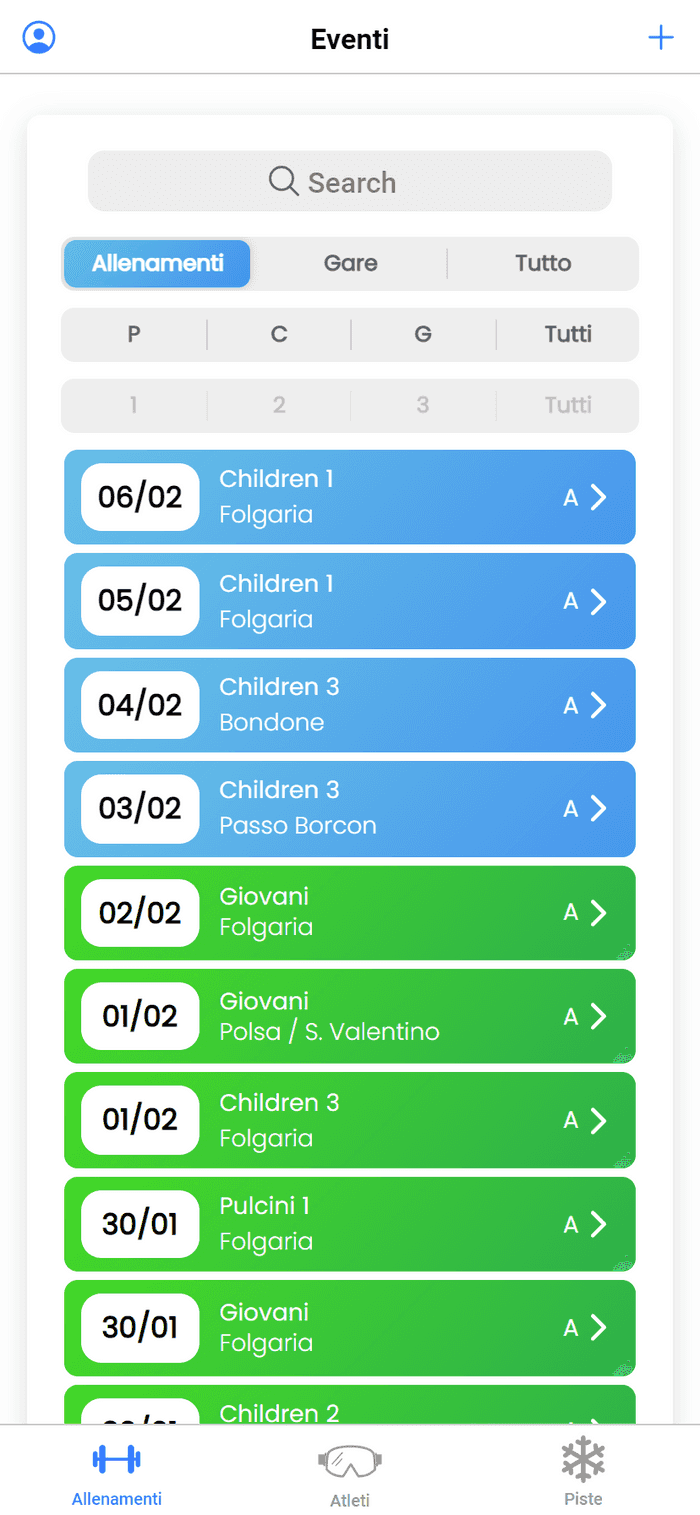 Eventi
Search
Allenamenti Gare Tutto
P C G Tutti
1 2 3 Tutti
06/02 Children 1 A
Folgaria
05/02 Children 1 A
Folgaria
04/02 Children 3 A
Bondone
03/02 Children 3 A
Passo Borcon
02/02 Giovani A
Folgaria
01/02 Giovani A
Polsa / S. Valentino
01/02 Children 3 A
Folgaria
30/01 Pulcini 1 A
Folgaria
30/01 Giovani A
Folgaria
Children 2
Allenamenti Atleti Piste